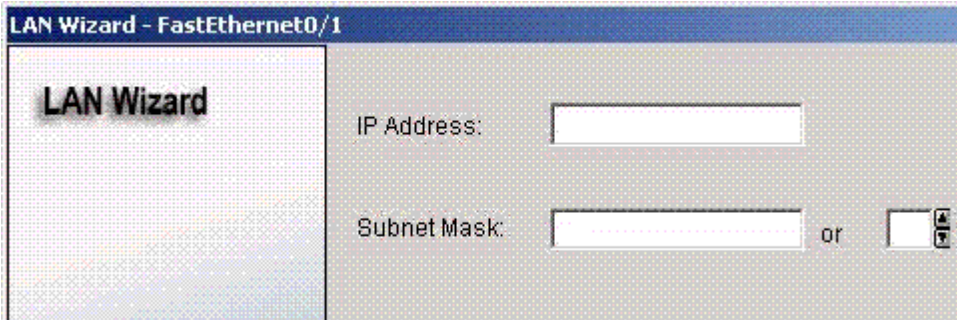 LAN Wizard - FastEthernet0/1
LAN Wizard
IP Address:
Subnet Mask:
or